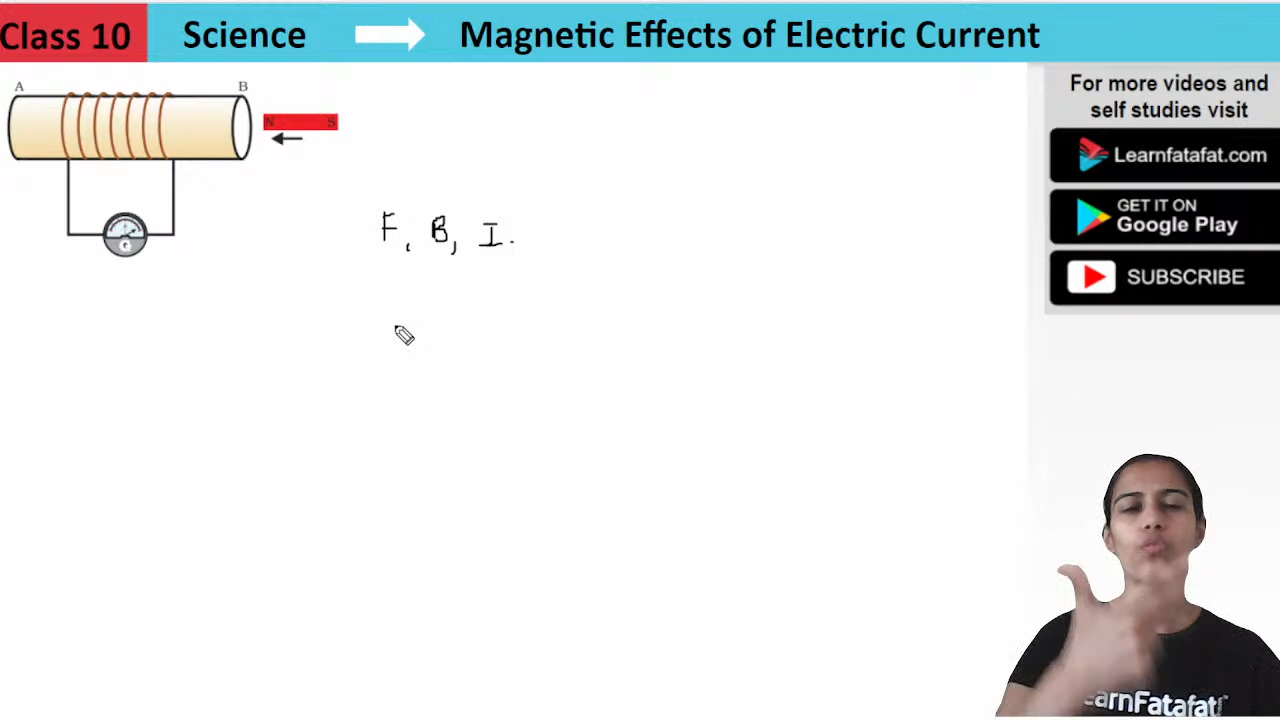 Class 10 Science Magnetic Effects of Electric Current
For more videos and
self studies visit
Learnfatafat.com
GET IT ON
Google Play
SUBSCRIBE
A B
N S
G
F, B, I.
earnFatafat!